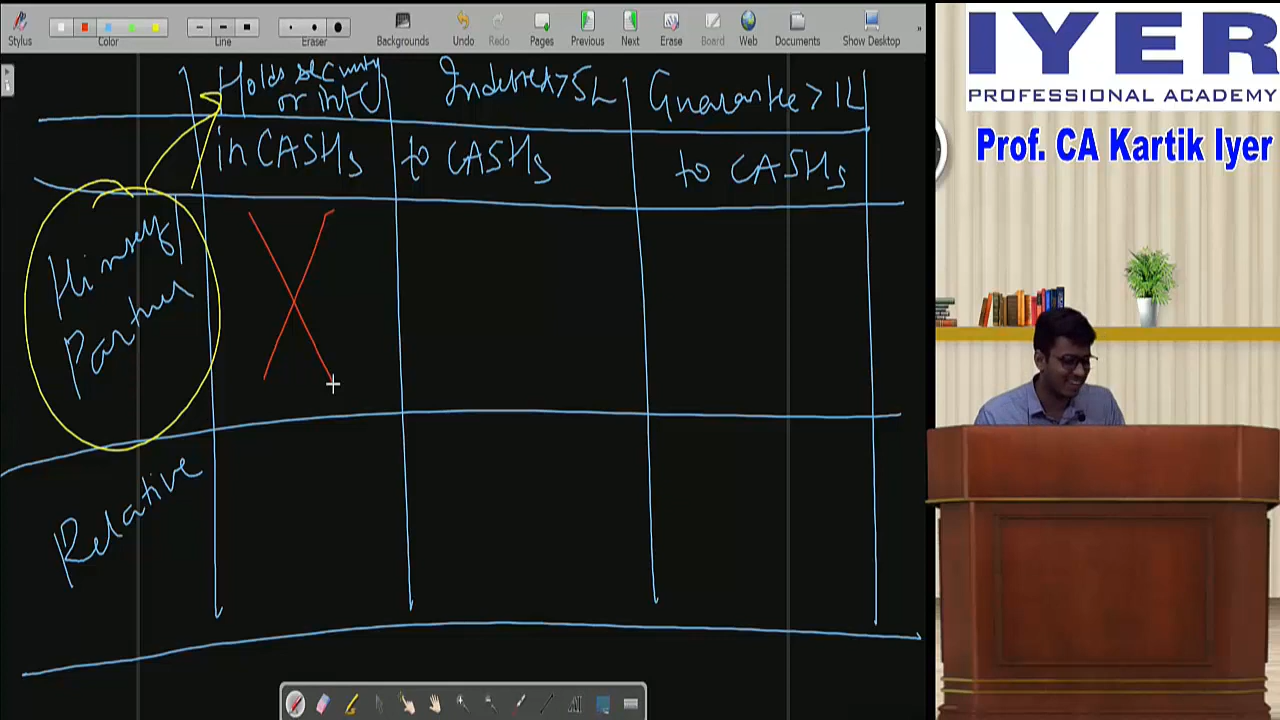 Stylus
Color
Line
Eraser
Backgrounds
Undo
Redo
Pages
Previous
Next
Erase
Board
Web
Documents
Show Desktop
IYER
PROFESSIONAL ACADEMY
Prof. CA Kartik Iyer
Holds security
or int
Indebted>5L
Guarantee > 1L
in CASHs
to CASHs
to CASHs
Himself
Partner
Relative